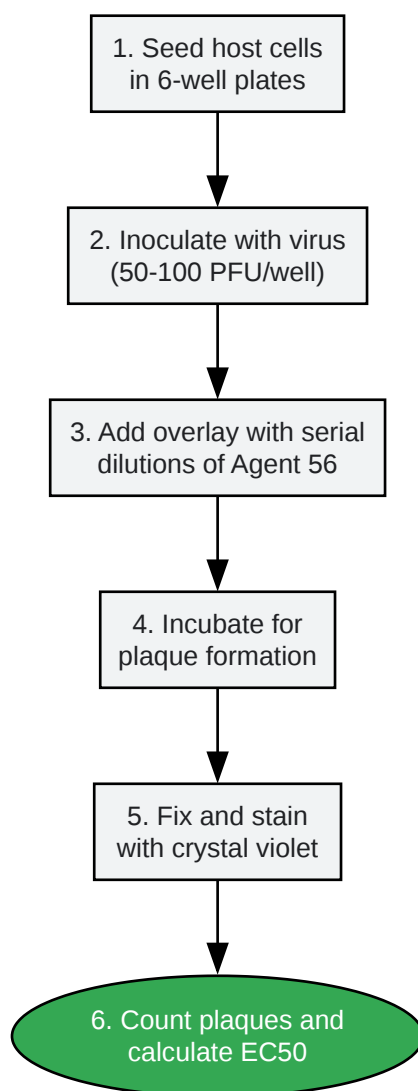 1. Seed host cells
in 6-well plates
2. Inoculate with virus
(50-100 PFU/well)
3. Add overlay with serial
dilutions of Agent 56
4. Incubate for
plaque formation
5. Fix and stain
with crystal violet
6. Count plaques and
calculate EC50